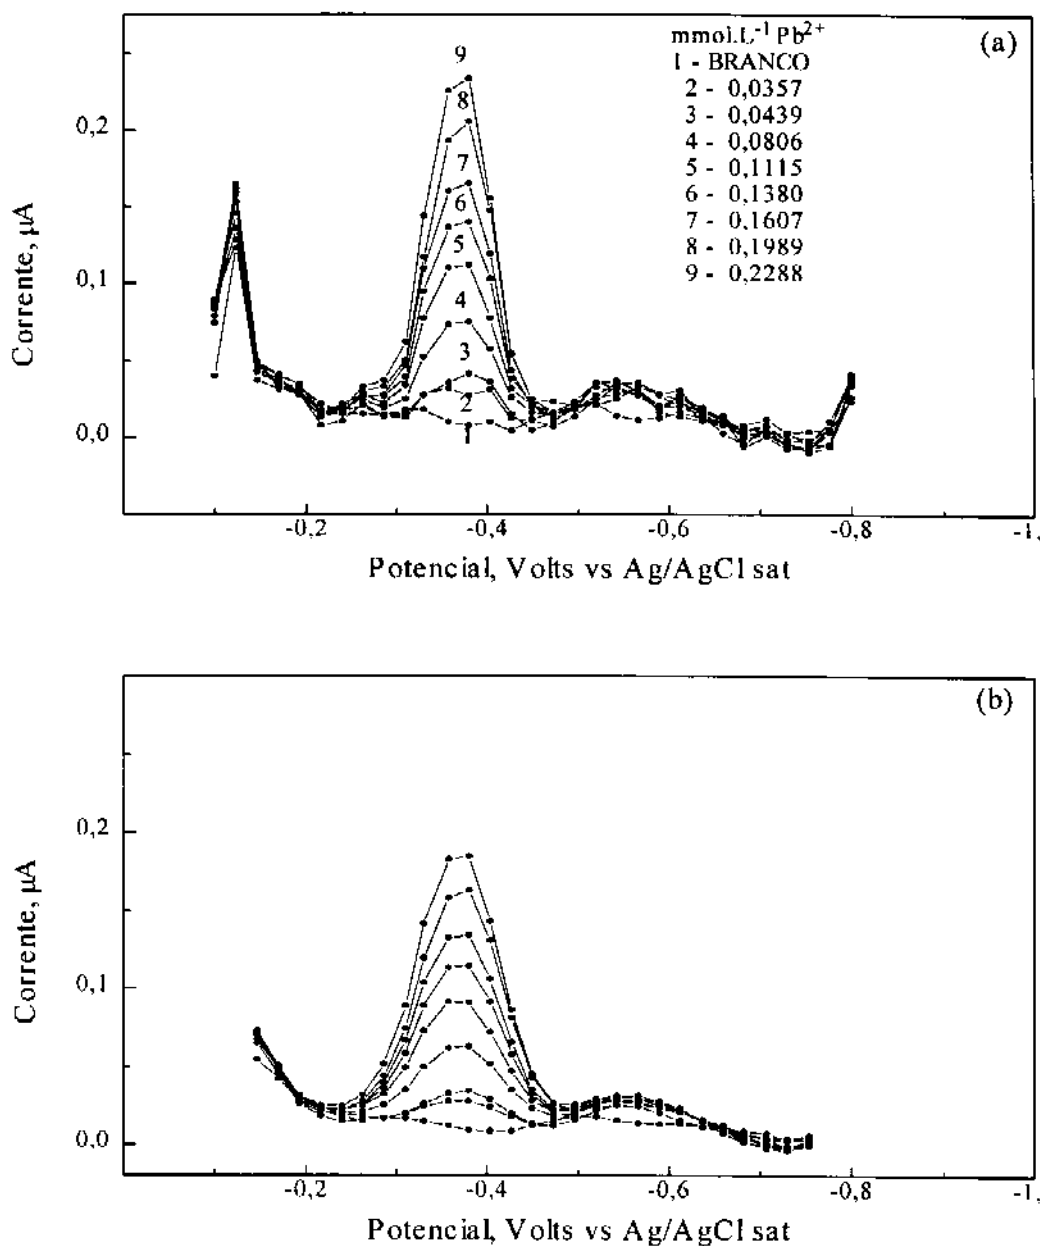 (a)
mmol.L⁻¹ Pb²⁺
1 - BRANCO
2 - 0,0357
3 - 0,0439
4 - 0,0806
5 - 0,1115
6 - 0,1380
7 - 0,1607
8 - 0,1989
9 - 0,2288
9
8
7
6
5
4
3
2
1
0,2
0,1
0,0
Corrente, µA
-0,2 -0,4 -0,6 -0,8 -1,
Potencial, Volts vs Ag/AgCl sat
(b)
0,2
0,1
0,0
Corrente, µA
-0,2 -0,4 -0,6 -0,8 -1,
Potencial, Volts vs Ag/AgCl sat